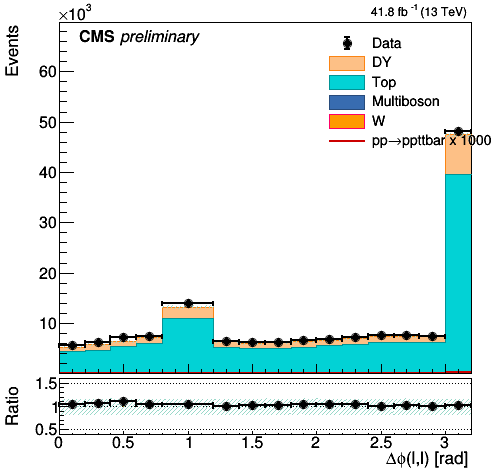 ×10³
41.8 fb⁻¹ (13 TeV)
CMS preliminary
Events
Data
DY
Top
Multiboson
W
pp→ppttbar x 1000
60
50
40
30
20
10
Ratio
1.5
1
0.5
0 0.5 1 1.5 2 2.5 3
Δφ(l,l) [rad]